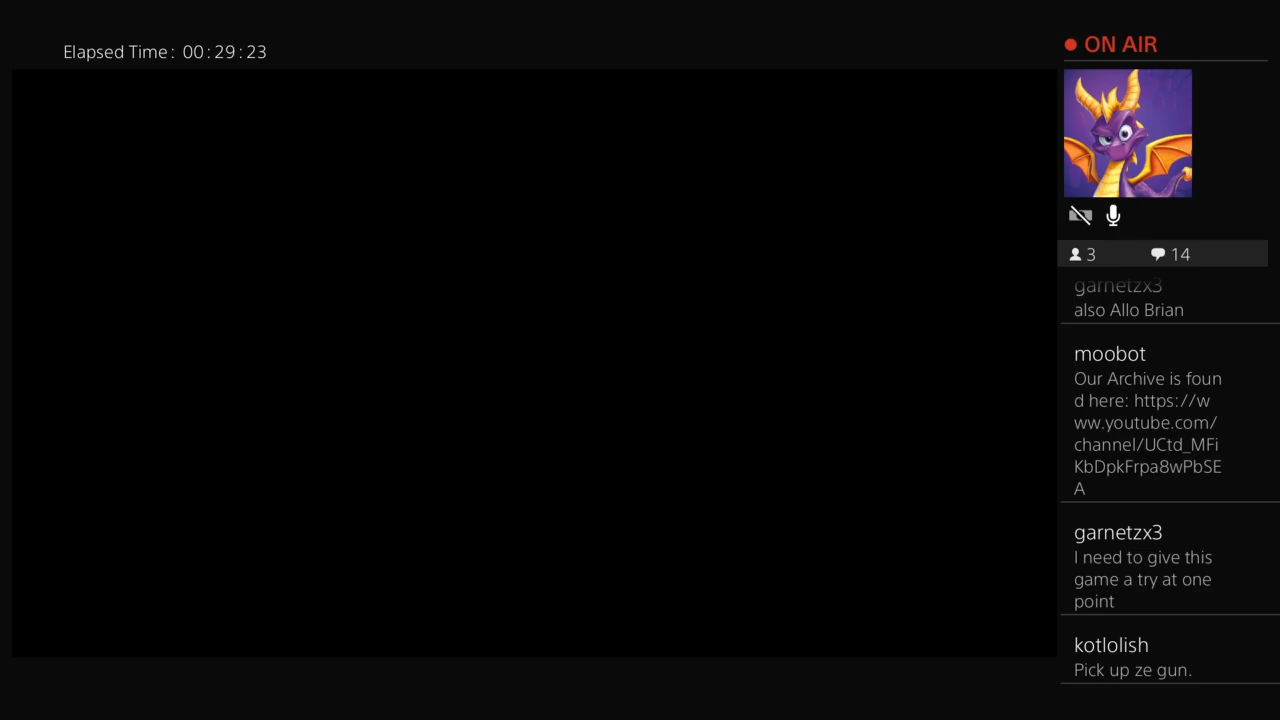 Elapsed Time: 00:29:23
ON AIR
3
14
garnetzx3
also Allo Brian
moobot
Our Archive is foun
d here: https://w
ww.youtube.com/
channel/UCtd_MFi
KbDpkFrpa8wPbSE
A
garnetzx3
I need to give this
game a try at one
point
kotlolish
Pick up ze gun.